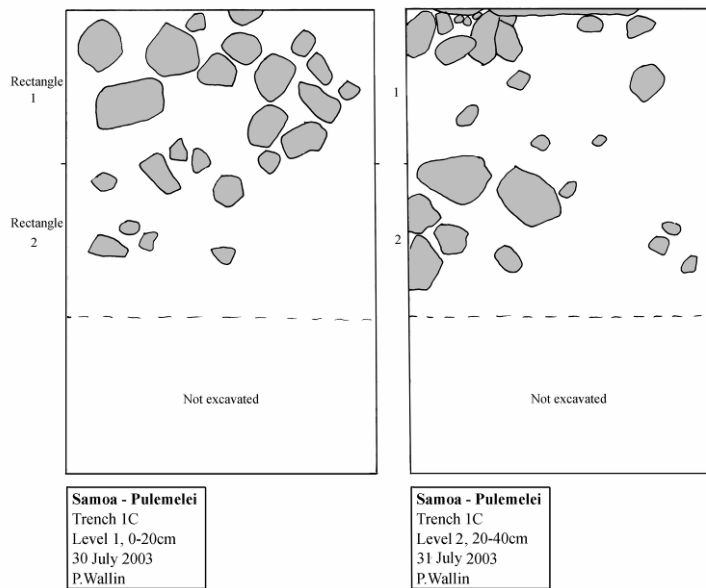 Rectangle
1
Rectangle
2
Not excavated
Samoa - Pulemelei
Trench 1C
Level 1, 0-20cm
30 July 2003
P.Wallin
1
2
Not excavated
Samoa - Pulemelei
Trench 1C
Level 2, 20-40cm
31 July 2003
P.Wallin